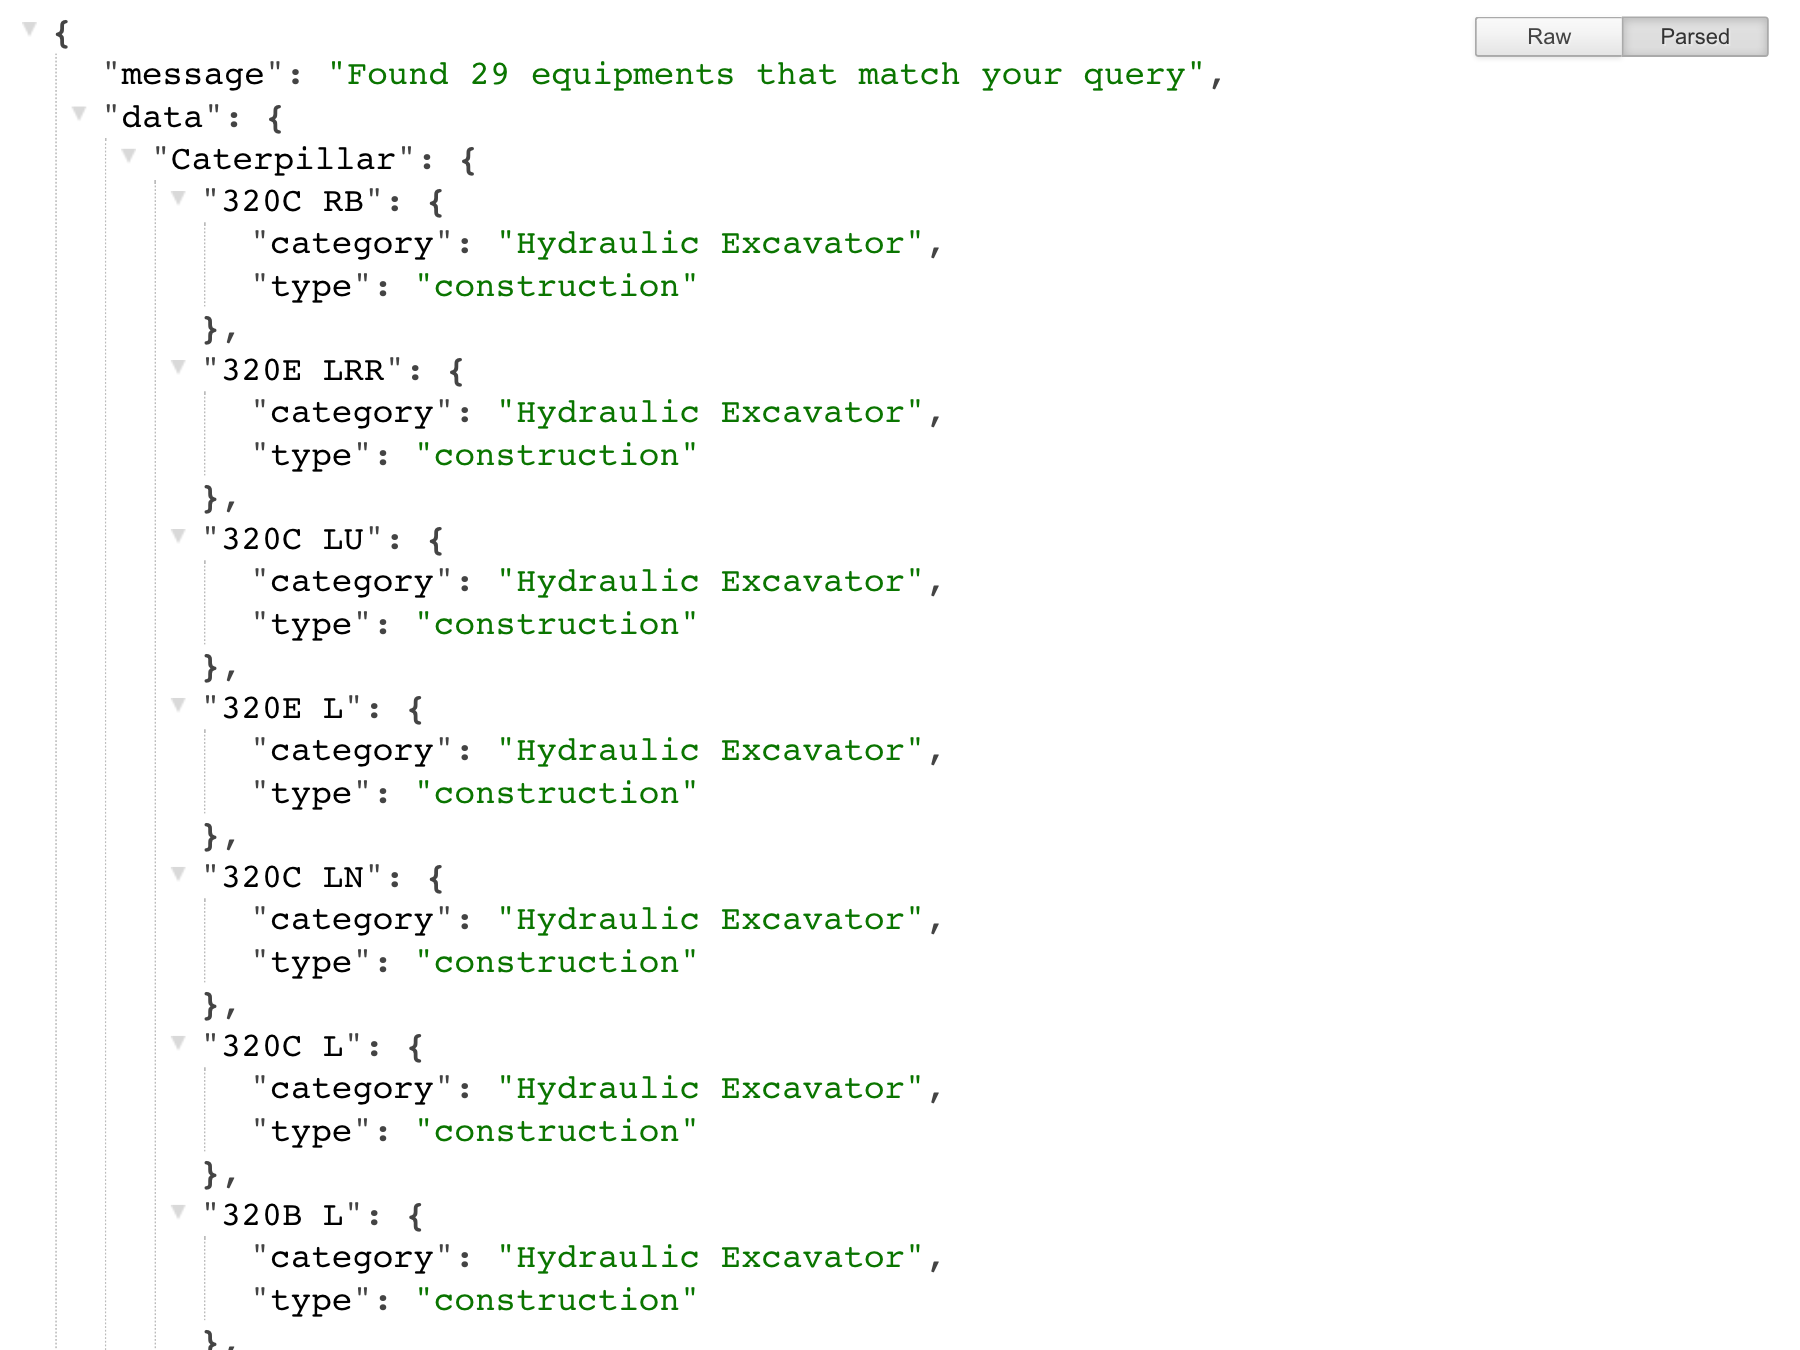 {
Raw Parsed
"message": "Found 29 equipments that match your query",
"data": {
"Caterpillar": {
"320C RB": {
"category": "Hydraulic Excavator",
"type": "construction"
},
"320E LRR": {
"category": "Hydraulic Excavator",
"type": "construction"
},
"320C LU": {
"category": "Hydraulic Excavator",
"type": "construction"
},
"320E L": {
"category": "Hydraulic Excavator",
"type": "construction"
},
"320C LN": {
"category": "Hydraulic Excavator",
"type": "construction"
},
"320C L": {
"category": "Hydraulic Excavator",
"type": "construction"
},
"320B L": {
"category": "Hydraulic Excavator",
"type": "construction"
},